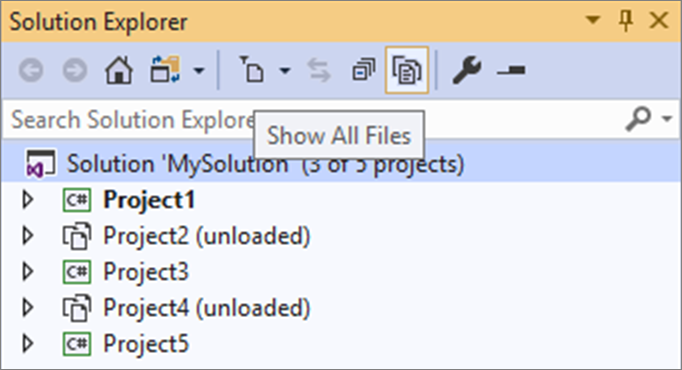 Solution Explorer
Search Solution Explore
Show All Files
Solution 'MySolution' (3 of 5 projects)
C# Project1
Project2 (unloaded)
C# Project3
Project4 (unloaded)
C# Project5